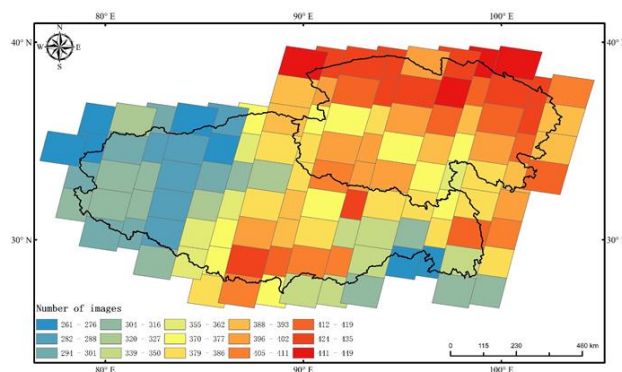 80° E 90° E 100° E
N
W E
S
40° N 40° N
30° N 30° N
Number of images
261 - 276 304 - 316 355 - 362 388 - 393 412 - 419
282 - 288 320 - 327 370 - 377 396 - 402 424 - 435
294 - 301 339 - 350 379 - 386 405 - 411 441 - 449
0 115 230 460 km
80° E 90° E 100° E